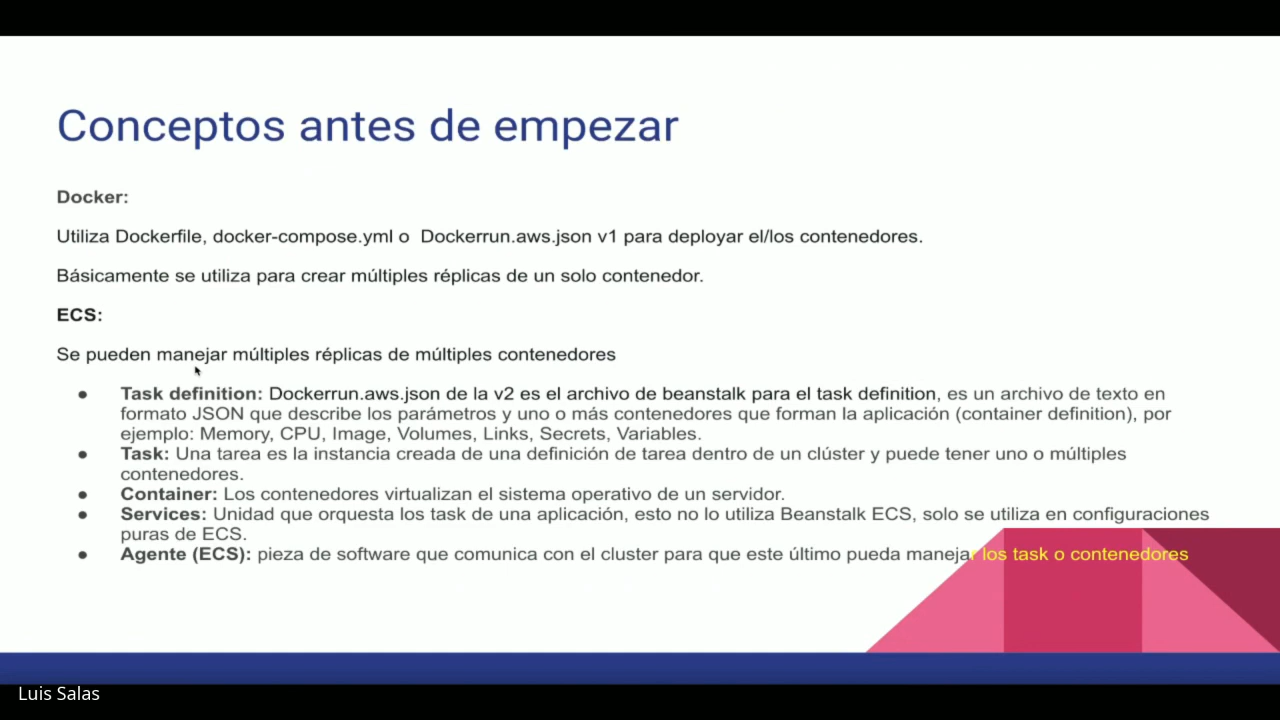 Conceptos antes de empezar
Docker:
Utiliza Dockerfile, docker-compose.yml o Dockerrun.aws.json v1 para deployar el/los contenedores.
Básicamente se utiliza para crear múltiples réplicas de un solo contenedor.
ECS:
Se pueden manejar múltiples réplicas de múltiples contenedores
● Task definition: Dockerrun.aws.json de la v2 es el archivo de beanstalk para el task definition, es un archivo de texto en
formato JSON que describe los parámetros y uno o más contenedores que forman la aplicación (container definition), por
ejemplo: Memory, CPU, Image, Volumes, Links, Secrets, Variables.
● Task: Una tarea es la instancia creada de una definición de tarea dentro de un clúster y puede tener uno o múltiples
contenedores.
● Container: Los contenedores virtualizan el sistema operativo de un servidor.
● Services: Unidad que orquesta los task de una aplicación, esto no lo utiliza Beanstalk ECS, solo se utiliza en configuraciones
puras de ECS.
● Agente (ECS): pieza de software que comunica con el cluster para que este último pueda manejar los task o contenedores
Luis Salas